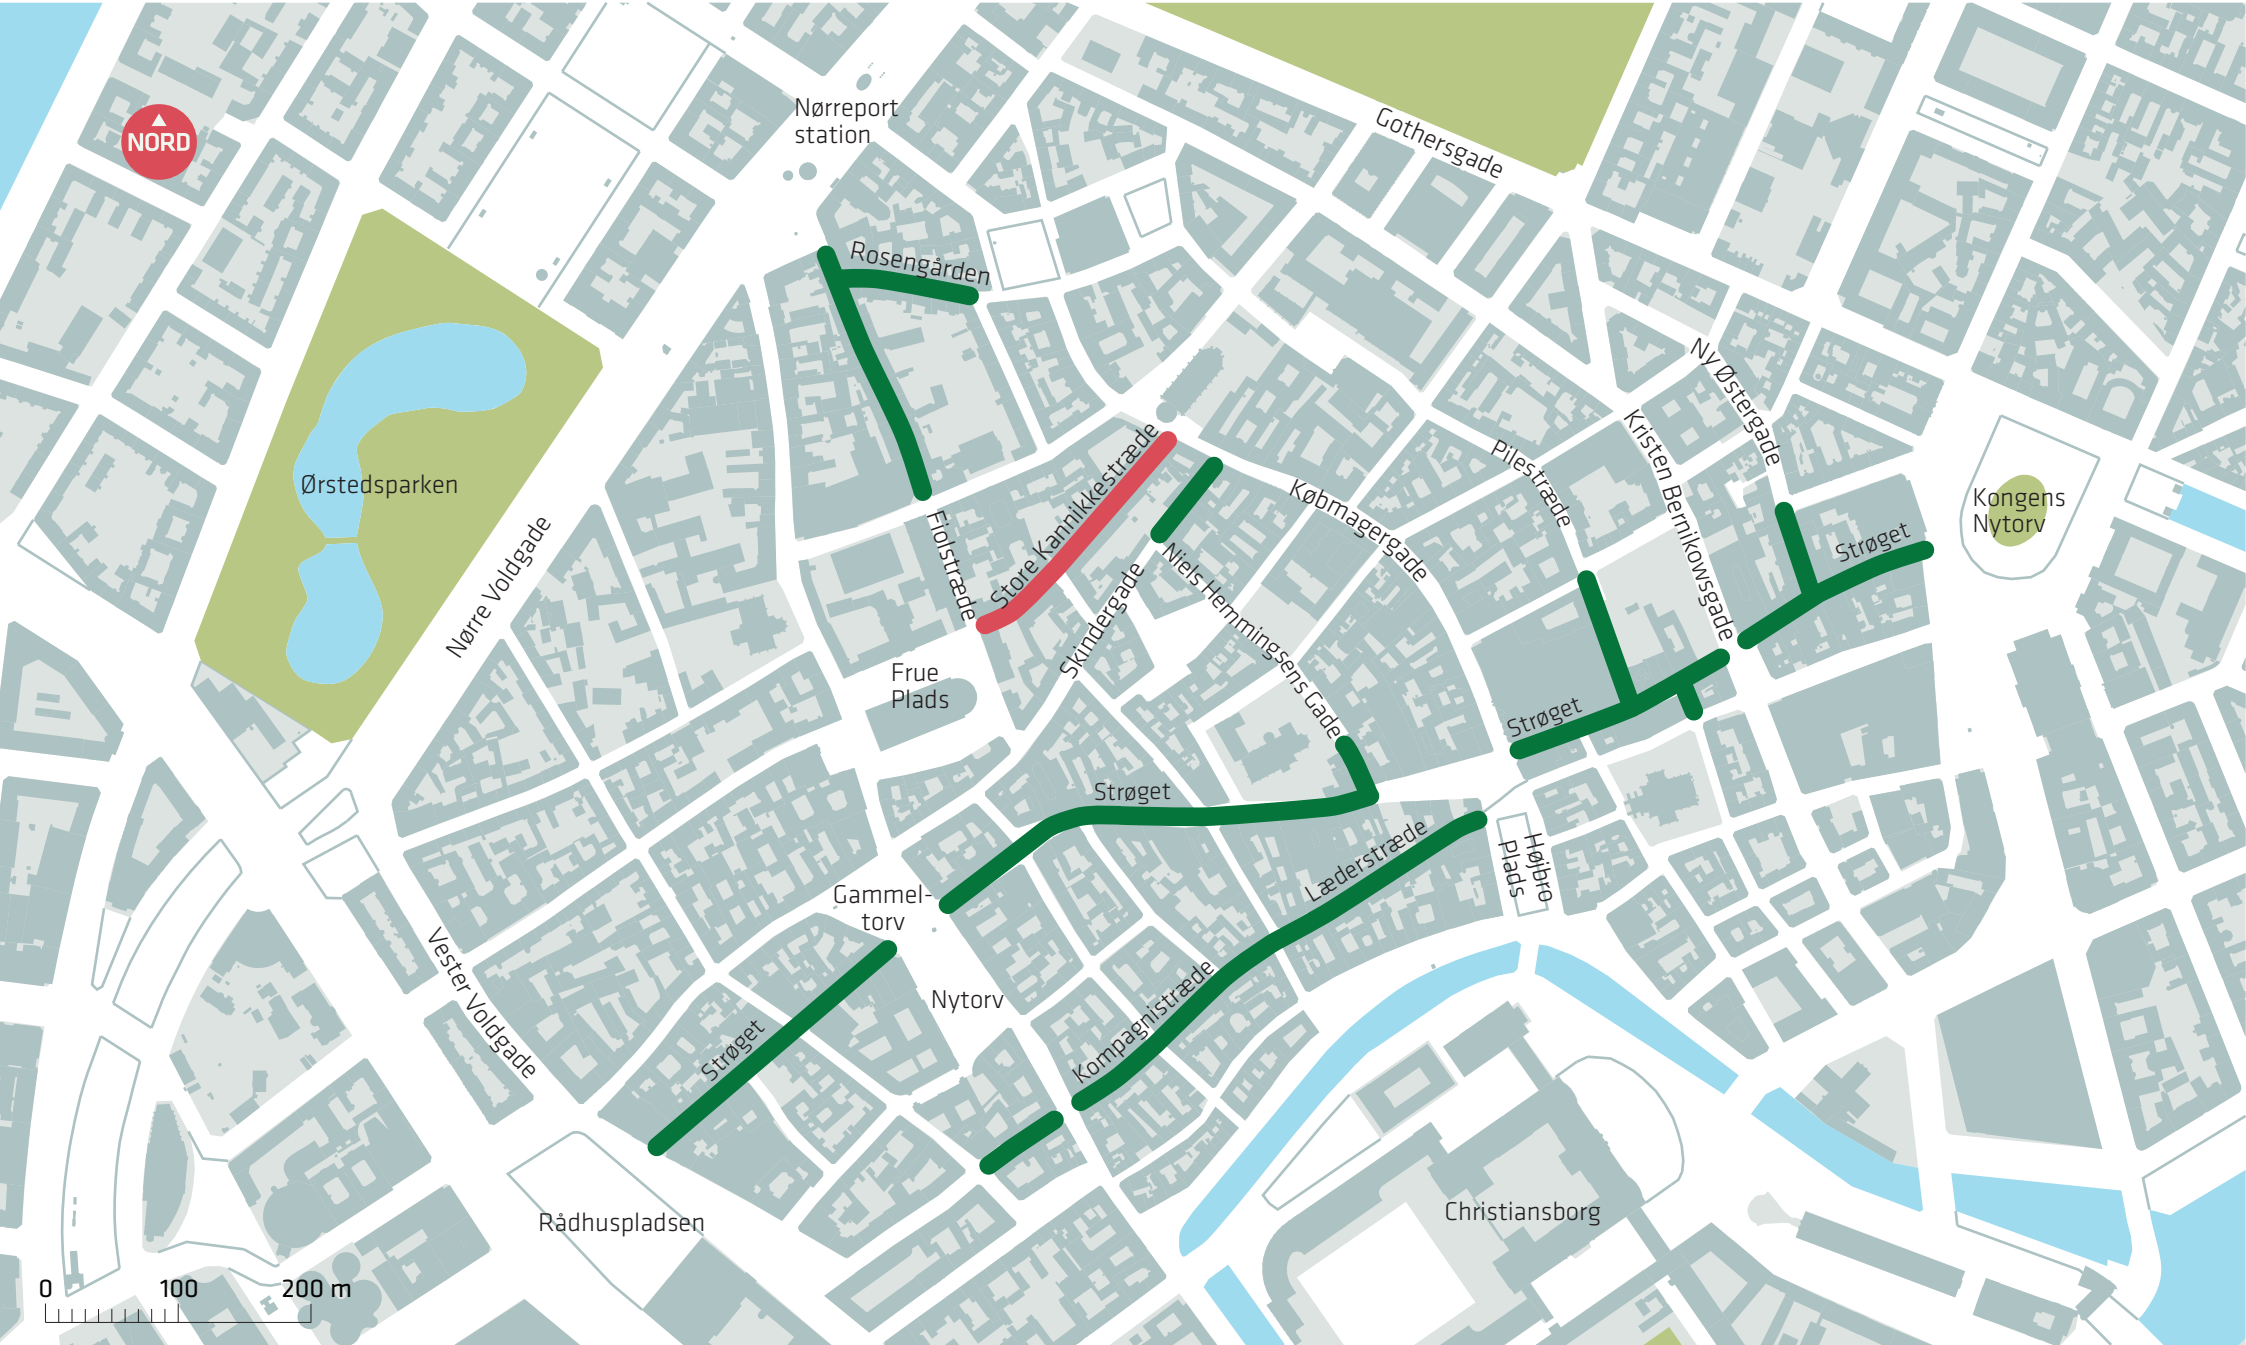 NORD
Nørreport
station
Gothersgade
Rosengården
Ny Østergade
Kristen Bernikowsgade
Pilestræde
Ørstedsparken
Nørre Voldgade
Fiolstræde
Store Kannikkestræde
Købmagergade
Niels Hemmingsens Gade
Skindergade
Kongens
Nytorv
Strøget
Strøget
Frue
Plads
Strøget
Læderstræde
Højbro
Plads
Gammel-
torv
Vester Voldgade
Nytorv
Kompagnistræde
Strøget
Rådhuspladsen
Christiansborg
0 100 200 m